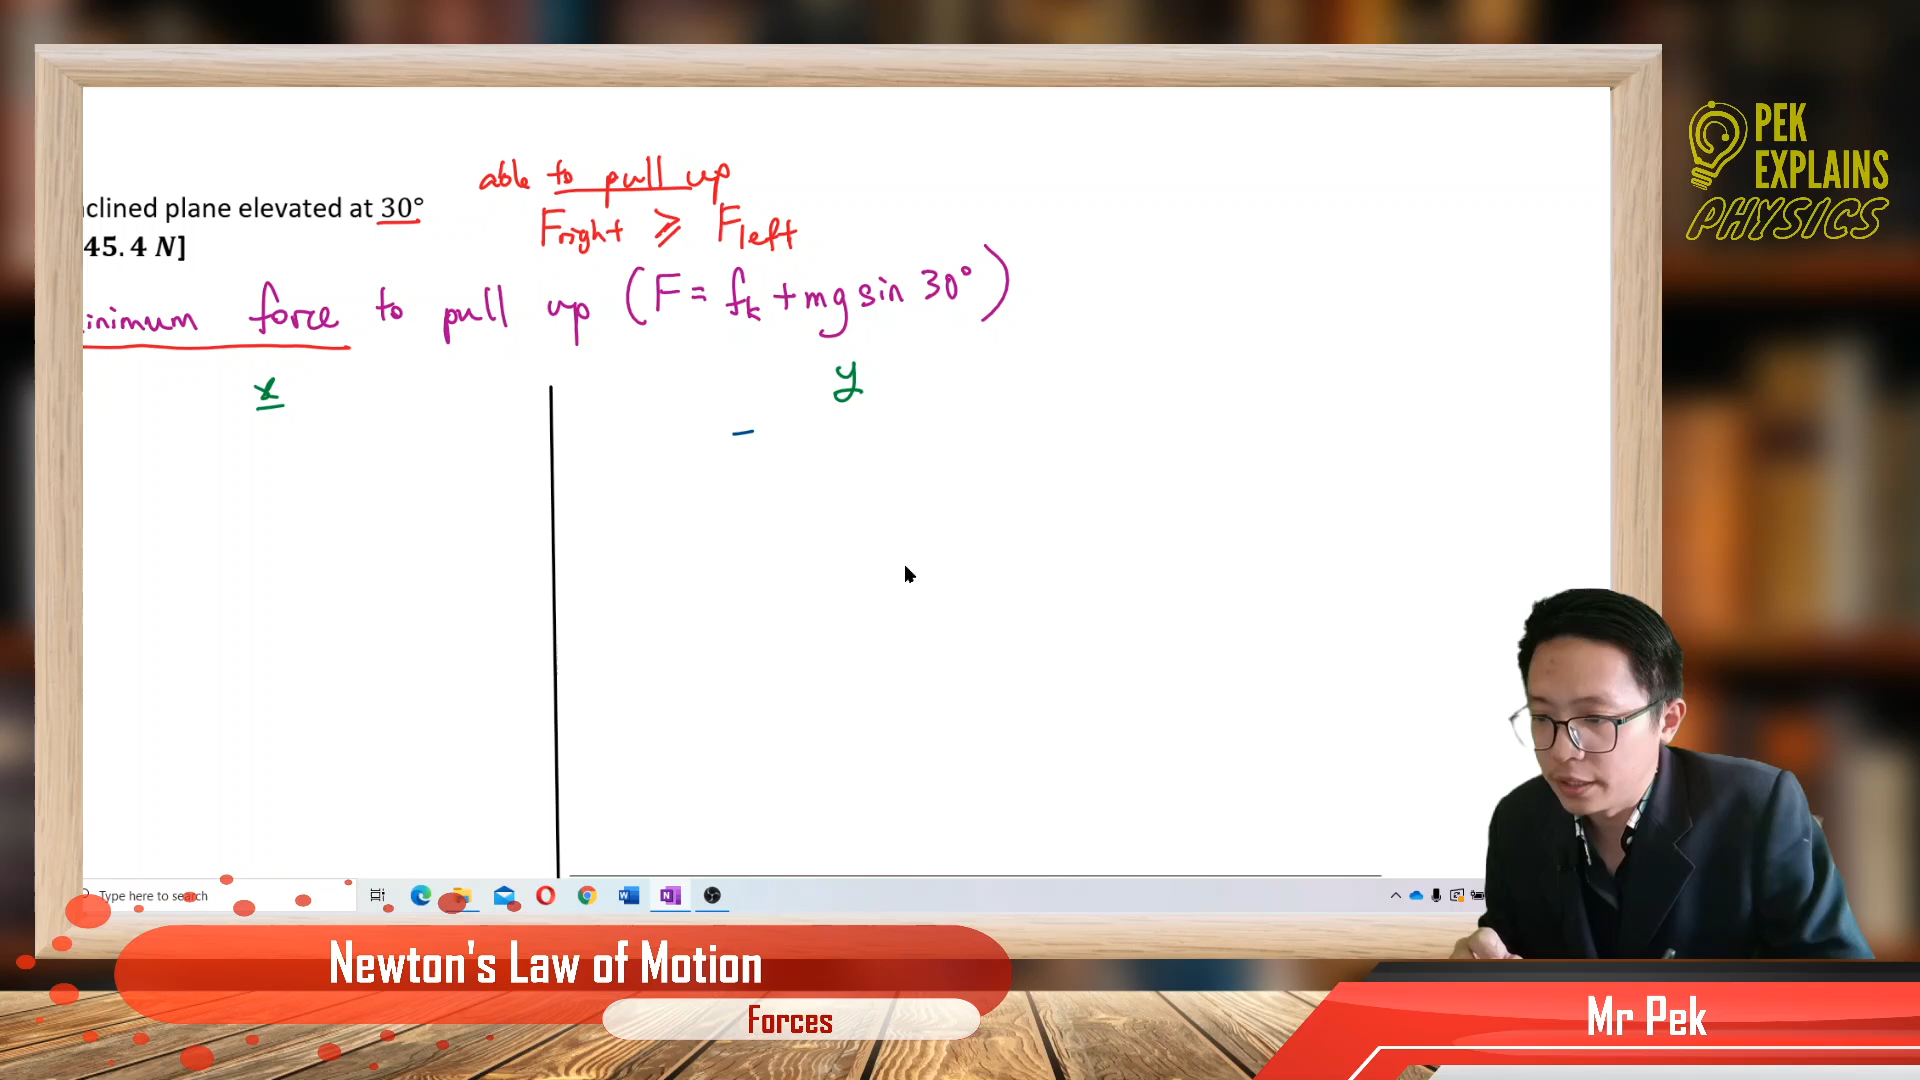 able to pull up
Fright ⩾ Fleft
clined plane elevated at 30°
45.4 N]
inimum force to pull up (F = fk + mg sin 30°)
x
y
–
PEK
EXPLAINS
PHYSICS
Type here to search
Newton's Law of Motion
Forces
Mr Pek